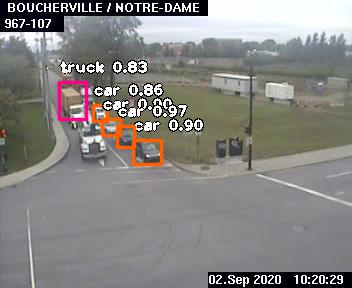 BOUCHERVILLE / NOTRE-DAME
967-107
truck 0.83
car 0.86
car
car 0.97
car 0.90
02.Sep 2020 10:20:29